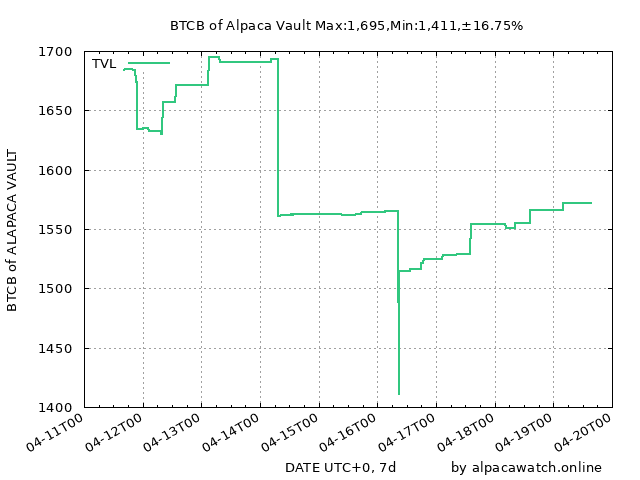 BTCB of Alpaca Vault Max:1,695,Min:1,411,±16.75%
TVL
1700
1650
1600
1550
1500
1450
1400
BTCB of ALAPACA VAULT
04-11T00
04-12T00
04-13T00
04-14T00
04-15T00
04-16T00
04-17T00
04-18T00
04-19T00
04-20T00
DATE UTC+0, 7d
by alpacawatch.online